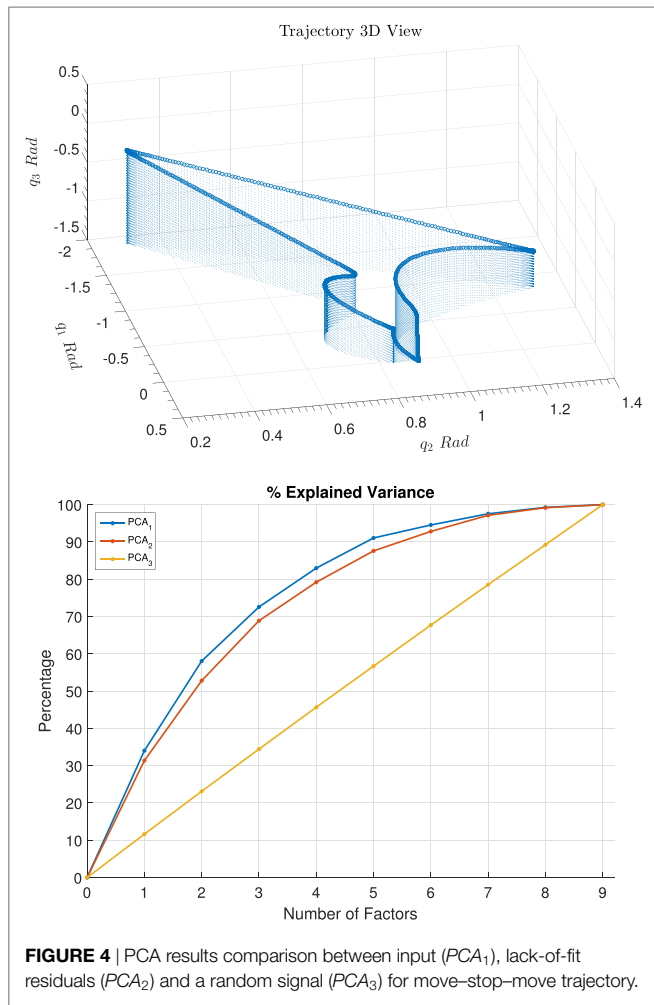 Trajectory 3D View
0.5
0
-0.5
-1
-1.5
q3 Rad
-2
-1.5
-1
-0.5
0
0.5
q1 Rad
0.2
0.4
0.6
0.8
1
1.2
1.4
q2 Rad
% Explained Variance
100
90
80
70
60
50
40
30
20
10
0
Percentage
PCA1
PCA2
PCA3
0 1 2 3 4 5 6 7 8 9
Number of Factors
FIGURE 4 | PCA results comparison between input (PCA1), lack-of-fit
residuals (PCA2) and a random signal (PCA3) for move–stop–move trajectory.